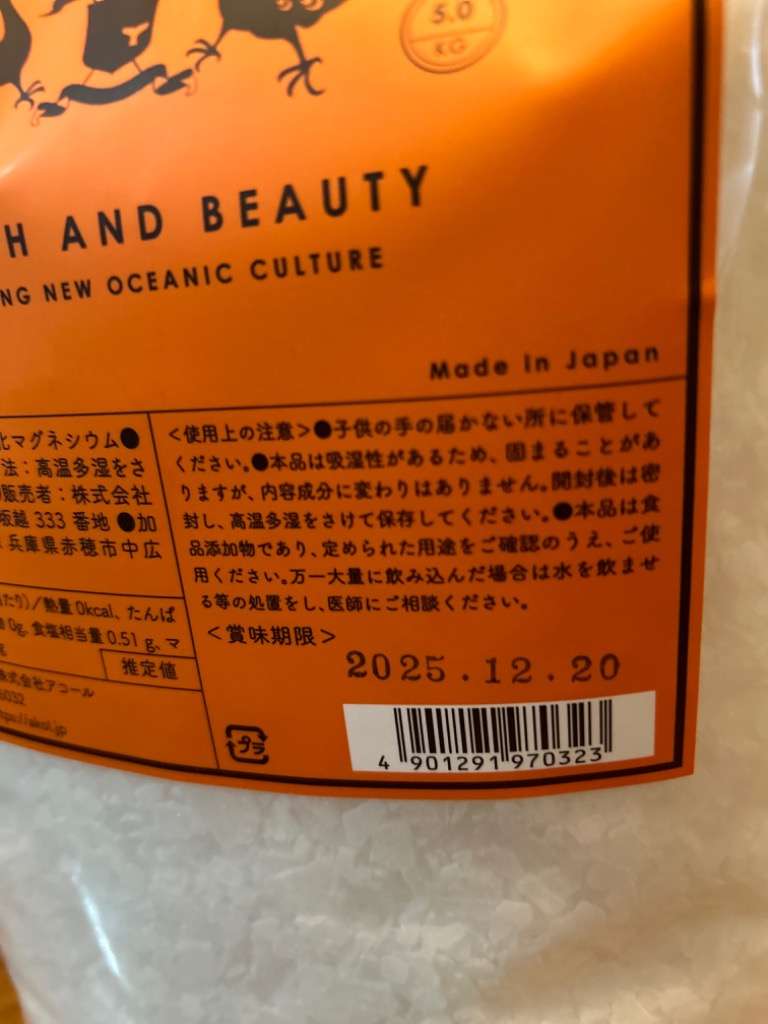 5.0
KG
H AND BEAUTY
NG NEW OCEANIC CULTURE
Made in Japan
化マグネシウム●
法：高温多湿をさ
販売者：株式会社
坂越 333 番地 ●加
兵庫県赤穂市中広
たり)／熱量 0kcal、たんぱ
0g、食塩相当量 0.51 g、マ
推定値
株式会社アコール
6032
https://akol.jp
＜使用上の注意＞●子供の手の届かない所に保管して
ください。●本品は吸湿性があるため、固まることがあ
りますが、内容成分に変わりはありません。開封後は密
封し、高温多湿をさけて保存してください。●本品は食
品添加物であり、定められた用途をご確認のうえ、ご使
用ください。万一大量に飲み込んだ場合は水を飲ませ
る等の処置をし、医師にご相談ください。
＜賞味期限＞
2025.12.20
プラ
4 901291 970323